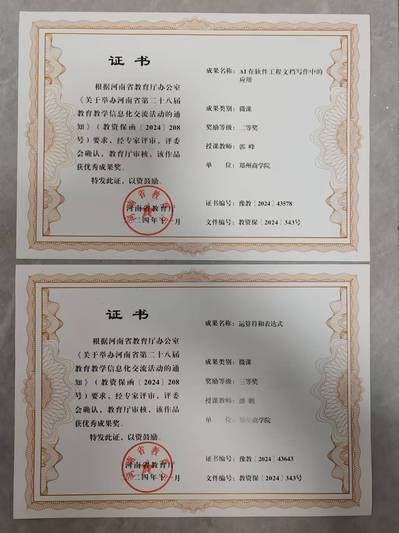 证书
根据河南省教育厅办公室
《关于举办河南省第二十八届
教育教学信息化交流活动的通
知》（教资保函〔2024〕208
号）要求，经专家评审，评委
会确认，教育厅审核，该作品
获优秀成果奖。
特发此证，以资鼓励。
河南省教育厅
二〇二四年十一月
成果名称：AI在软件工程文档写作中的
应用
成果类别：微课
奖励等级：二等奖
授课教师：郭峰
单 位：郑州商学院
证书编号：豫教〔2024〕43578
文件编号：教资保〔2024〕343号
证书
根据河南省教育厅办公室
《关于举办河南省第二十八届
教育教学信息化交流活动的通
知》（教资保函〔2024〕208
号）要求，经专家评审，评委
会确认，教育厅审核，该作品
获优秀成果奖。
特发此证，以资鼓励。
河南省教育厅
二〇二四年十一月
成果名称：运算符和表达式
成果类别：微课
奖励等级：三等奖
授课教师：
单 位：郑州商学院
证书编号：豫教〔2024〕43643
文件编号：教资保〔2024〕343号